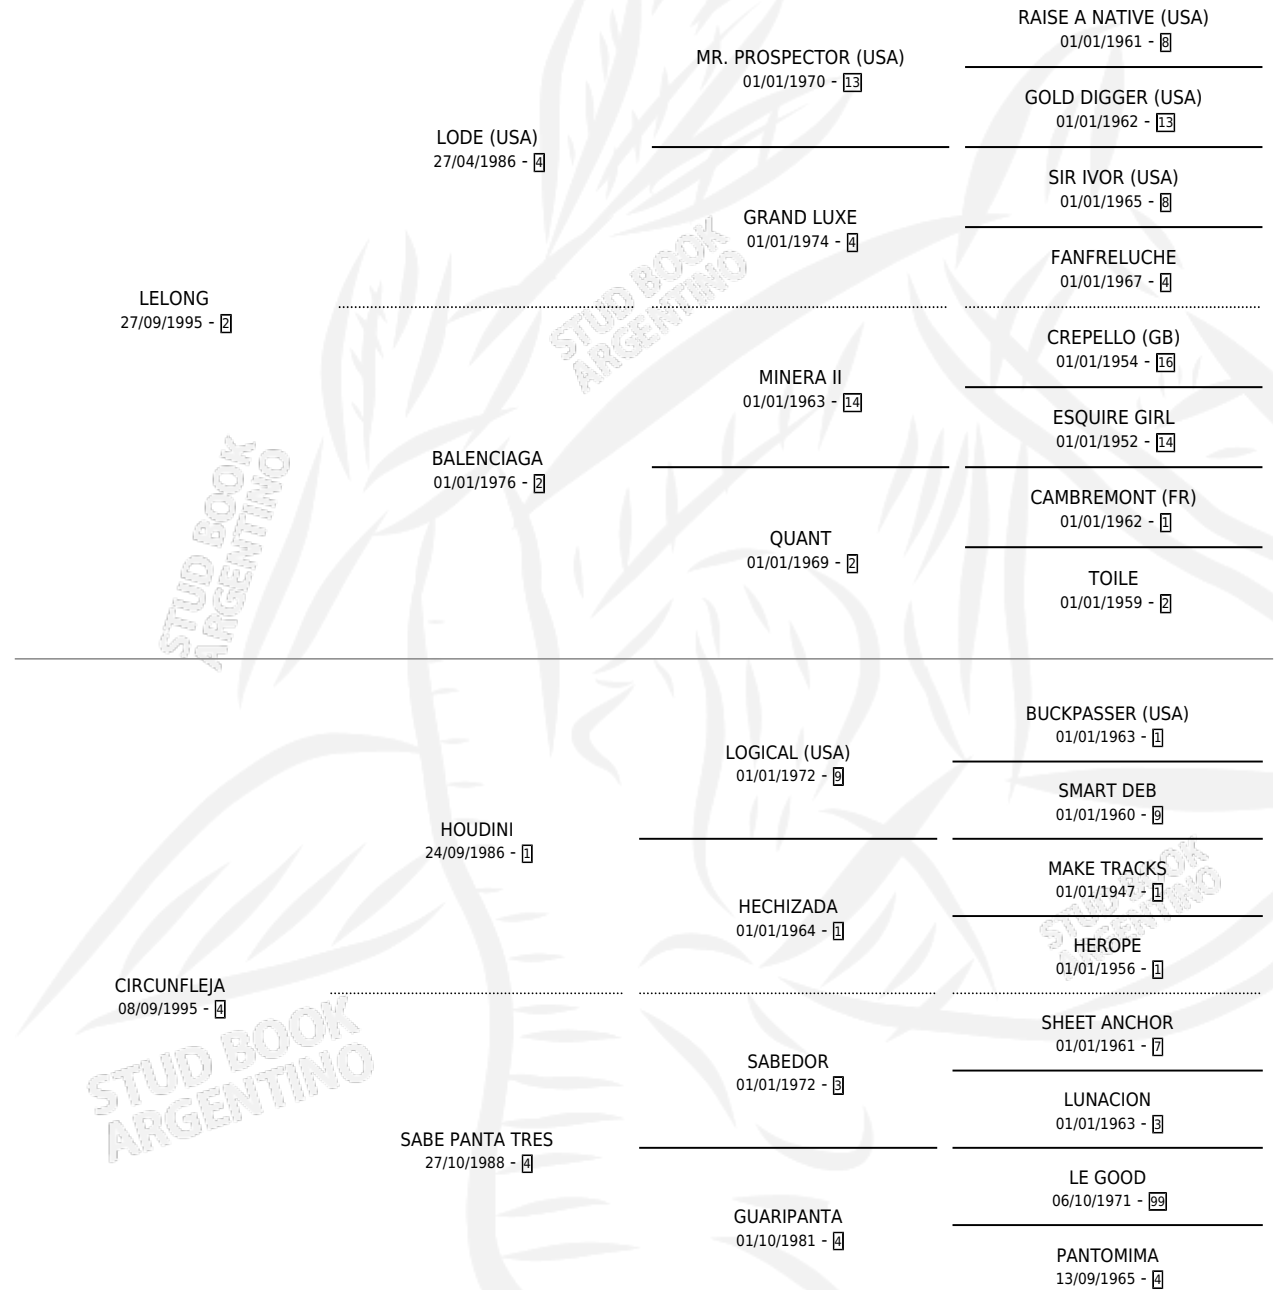 RAISE A NATIVE (USA)
01/01/1961 - 8
MR. PROSPECTOR (USA)
01/01/1970 - 13
GOLD DIGGER (USA)
01/01/1962 - 13
LODE (USA)
27/04/1986 - 4
SIR IVOR (USA)
01/01/1965 - 8
GRAND LUXE
01/01/1974 - 4
FANFRELUCHE
01/01/1967 - 4
LELONG
27/09/1995 - 2
CREPELLO (GB)
01/01/1954 - 16
MINERA II
01/01/1963 - 14
ESQUIRE GIRL
01/01/1952 - 14
BALENCIAGA
01/01/1976 - 2
CAMBREMONT (FR)
01/01/1962 - 1
QUANT
01/01/1969 - 2
TOILE
01/01/1959 - 2
BUCKPASSER (USA)
01/01/1963 - 1
LOGICAL (USA)
01/01/1972 - 9
SMART DEB
01/01/1960 - 9
HOUDINI
24/09/1986 - 1
MAKE TRACKS
01/01/1947 - 1
HECHIZADA
01/01/1964 - 1
HEROPE
01/01/1956 - 1
CIRCUNFLEJA
08/09/1995 - 4
SHEET ANCHOR
01/01/1961 - 7
SABEDOR
01/01/1972 - 3
LUNACION
01/01/1963 - 3
SABE PANTA TRES
27/10/1988 - 4
LE GOOD
06/10/1971 - 99
GUARIPANTA
01/10/1981 - 4
PANTOMIMA
13/09/1965 - 4
STUD BOOK
ARGENTINO
STUD BOOK
ARGENTINO
STUD BOOK
ARGENTINO
STUD BOOK
ARGENTINO